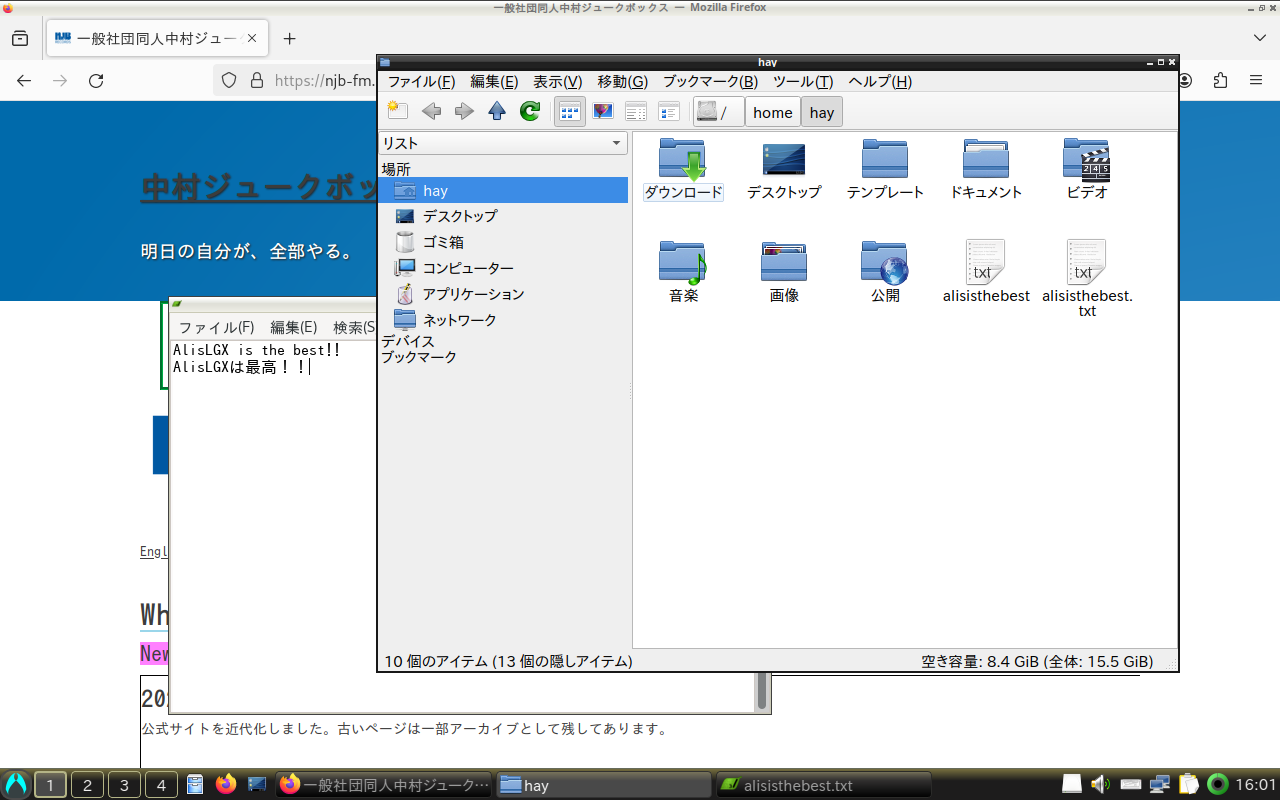 一般社団同人中村ジュークボックス — Mozilla Firefox
NJB
一般社団同人中村ジュー
https://njb-fm.
中村ジュークボッ
明日の自分が、全部やる。
hay
ファイル(F) 編集(E) 表示(V) 移動(G) ブックマーク(B) ツール(T) ヘルプ(H)
/ home hay
リスト
場所
hay
デスクトップ
ゴミ箱
コンピューター
アプリケーション
ネットワーク
デバイス
ブックマーク
ダウンロード デスクトップ テンプレート ドキュメント ビデオ
音楽 画像 公開 alisisthebest alisisthebest.
txt
10 個のアイテム (13 個の隠しアイテム) 空き容量: 8.4 GiB (全体: 15.5 GiB)
ファイル(F) 編集(E) 検索(S
AlisLGX is the best!!
AlisLGXは最高！！
Engl
Wh
New
20
公式サイトを近代化しました。古いページは一部アーカイブとして残してあります。
1 2 3 4 一般社団同人中村ジューク… hay alisisthebest.txt 16:01